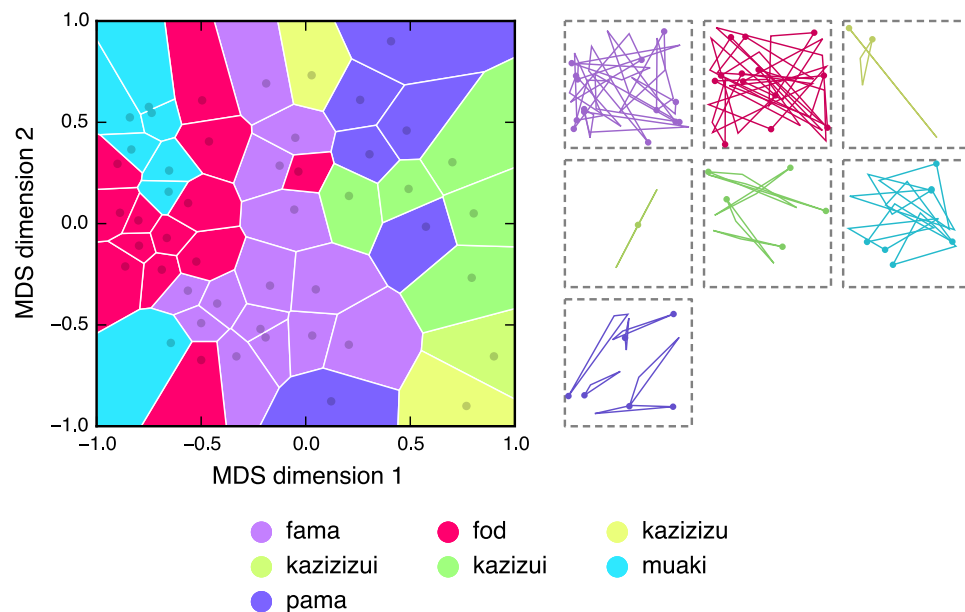 1.0
0.5
0.0
−0.5
−1.0
MDS dimension 2
−1.0 −0.5 0.0 0.5 1.0
MDS dimension 1
fama fod kazizizu
kazizizui kazizui muaki
pama